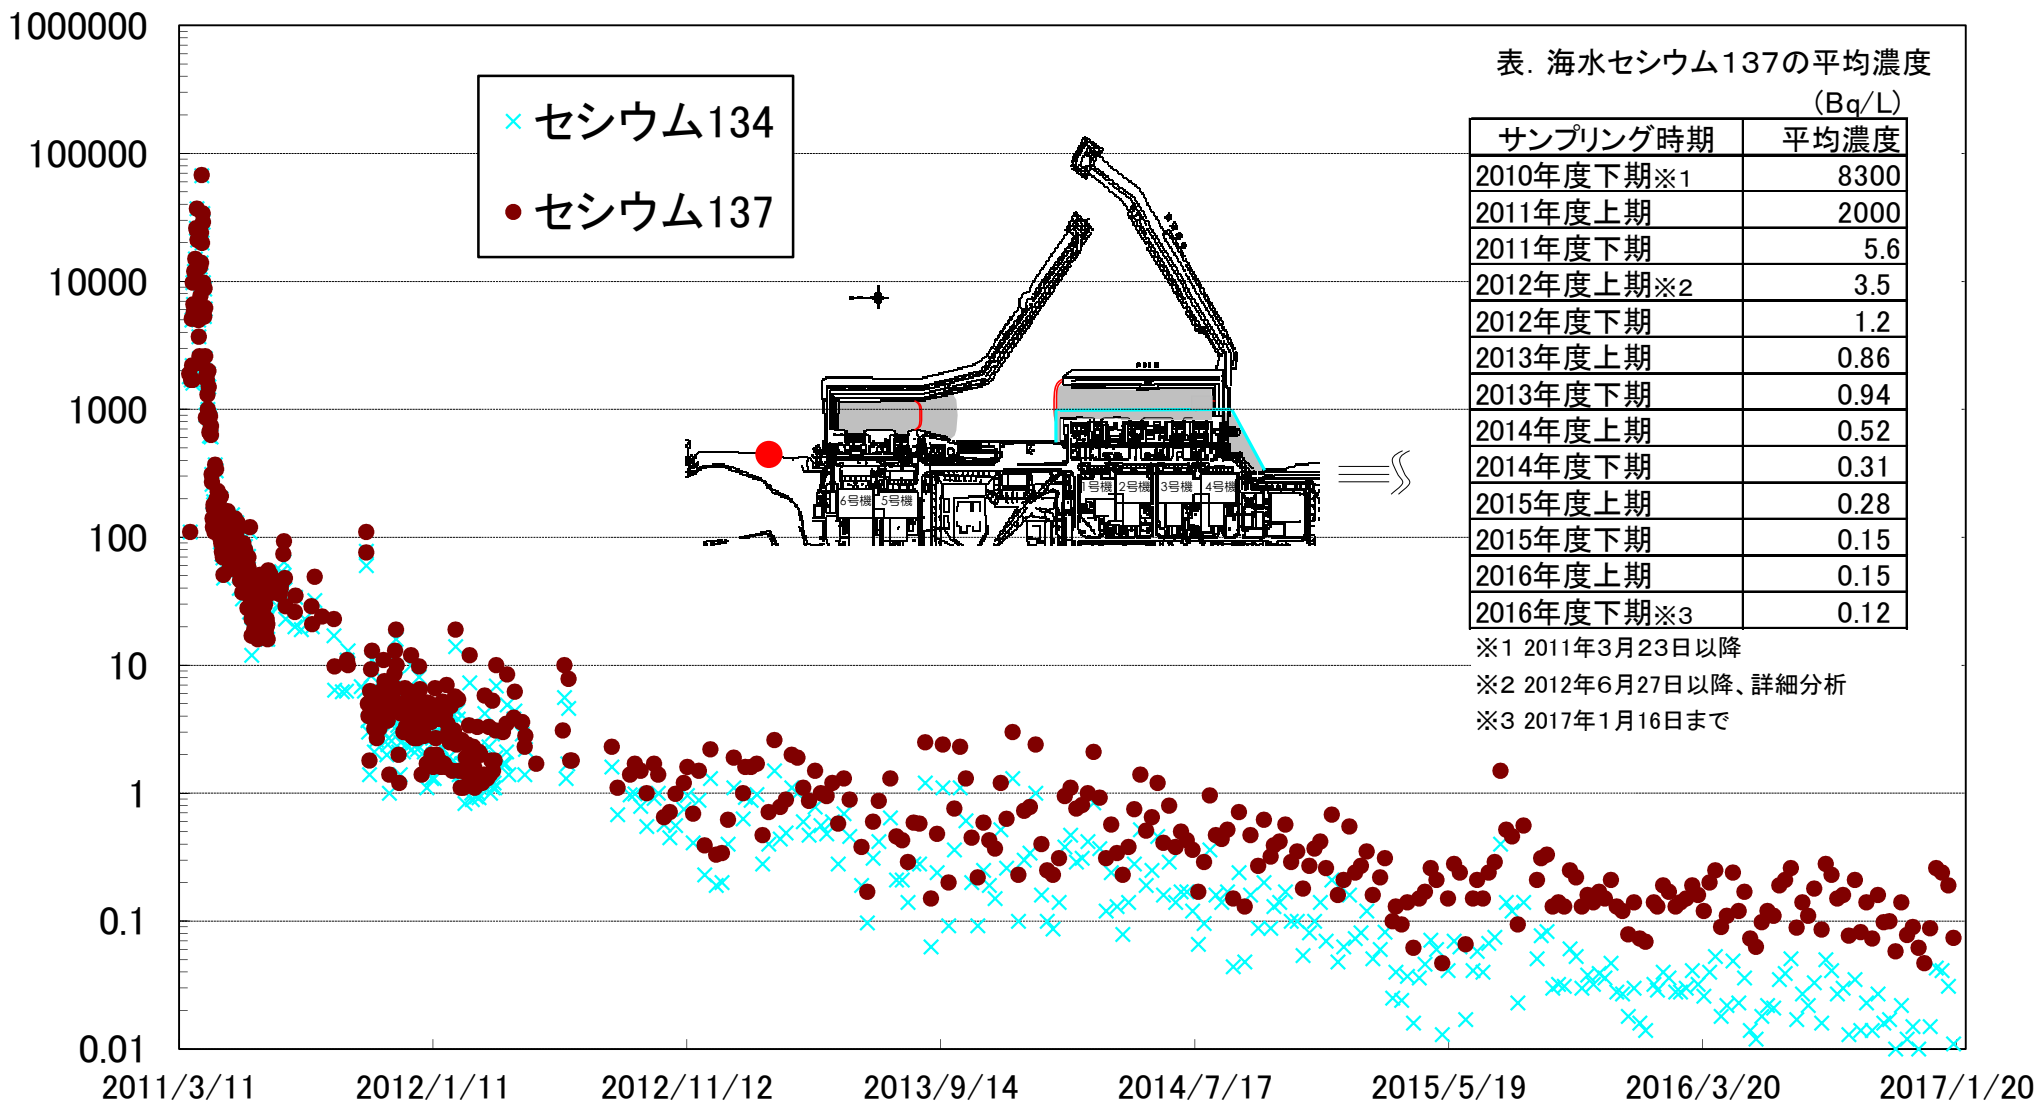 1000000
100000
10000
1000
100
10
1
0.1
0.01
2011/3/11
2012/1/11
2012/11/12
2013/9/14
2014/7/17
2015/5/19
2016/3/20
2017/1/20
× セシウム134
● セシウム137
6号機 5号機
1号機 2号機 3号機 4号機
表. 海水セシウム137の平均濃度
(Bq/L)
サンプリング時期 平均濃度
2010年度下期※1 8300
2011年度上期 2000
2011年度下期 5.6
2012年度上期※2 3.5
2012年度下期 1.2
2013年度上期 0.86
2013年度下期 0.94
2014年度上期 0.52
2014年度下期 0.31
2015年度上期 0.28
2015年度下期 0.15
2016年度上期 0.15
2016年度下期※3 0.12
※1 2011年3月23日以降
※2 2012年6月27日以降、詳細分析
※3 2017年1月16日まで